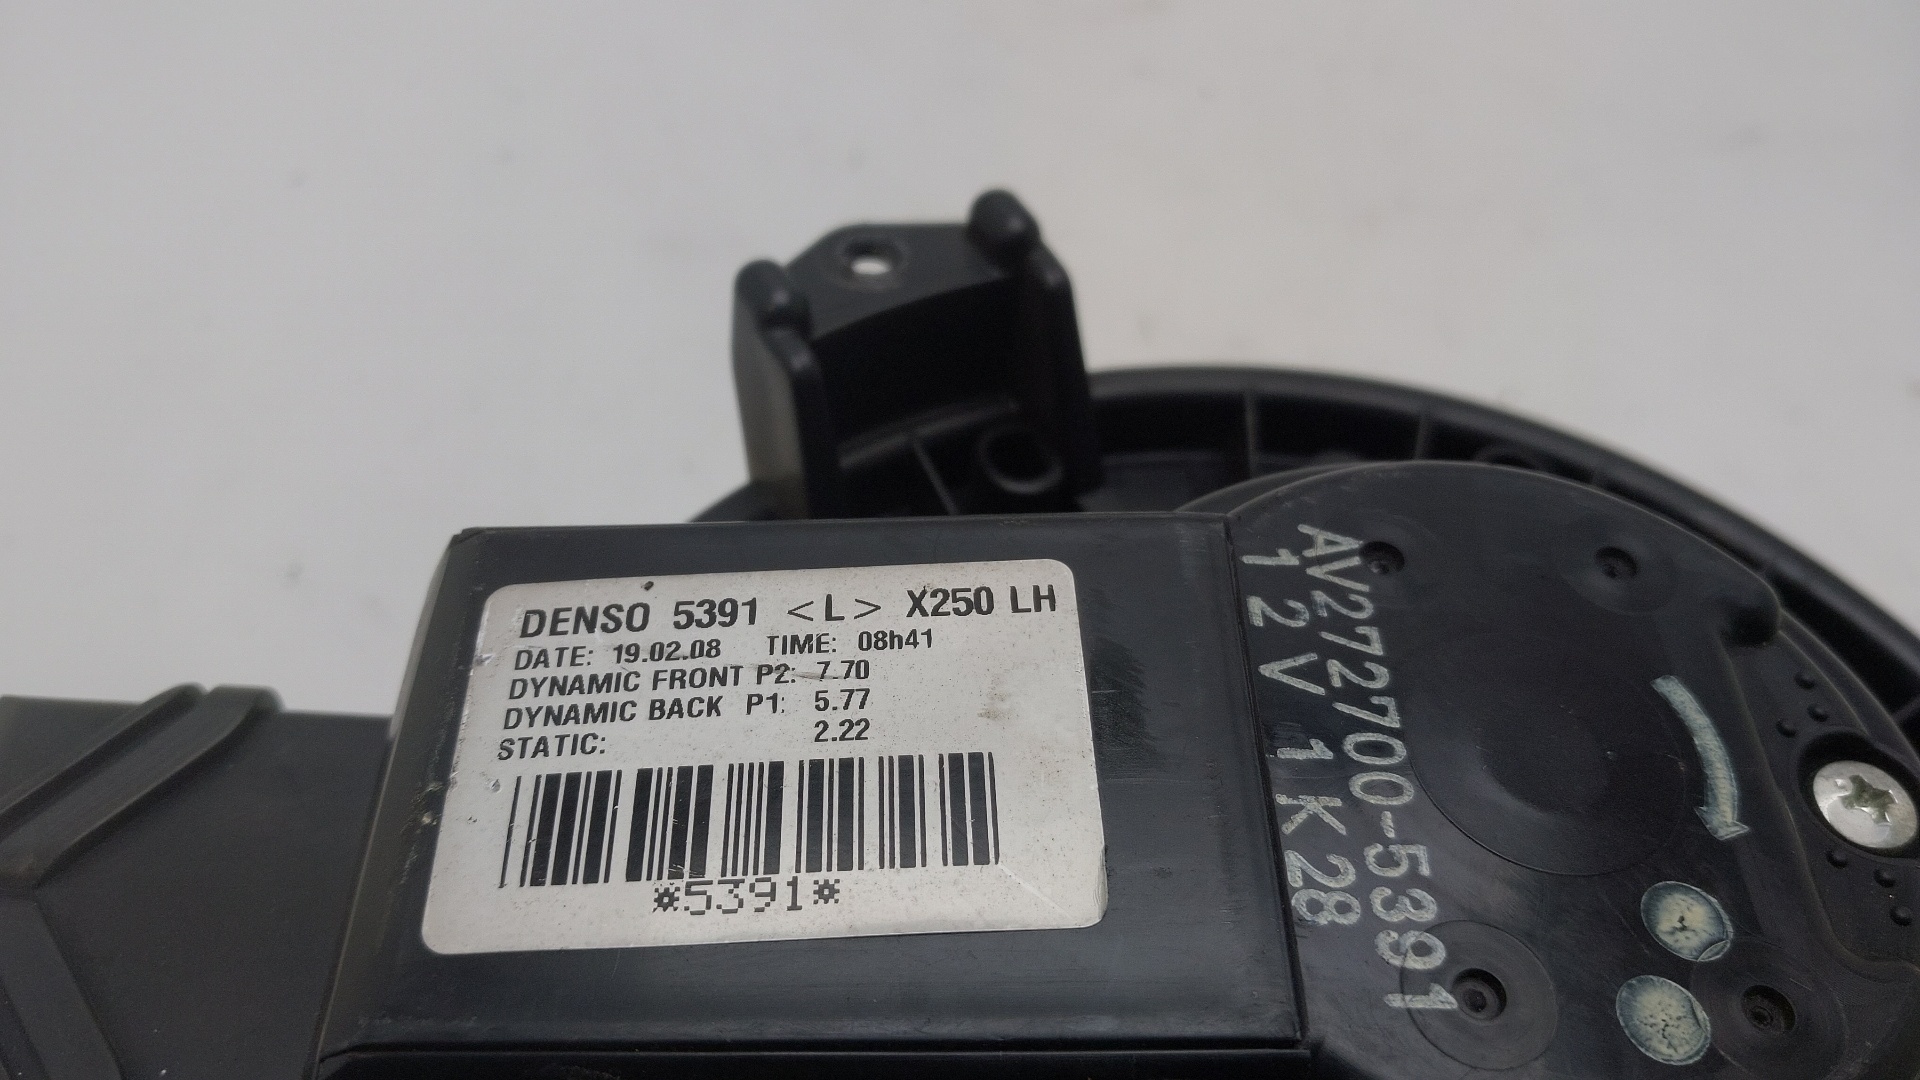 DENSO 5391 <L> X250 LH
DATE: 19.02.08 TIME: 08h41
DYNAMIC FRONT P2: 7.70
DYNAMIC BACK P1: 5.77
STATIC: 2.22
*5391*
AV272700-5391
12V 1K28